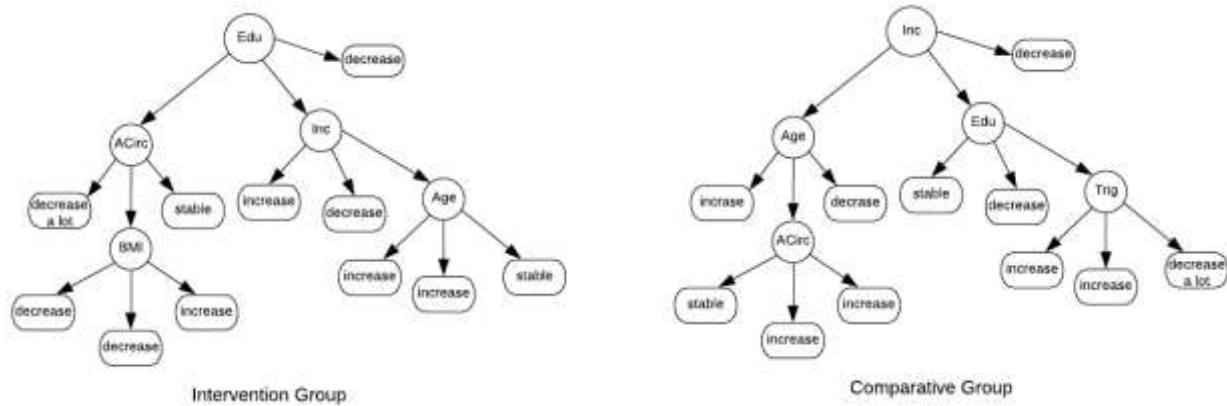 Edu
decrease
ACirc
Inc
decrease
a lot
stable
increase
decrease
Age
BMI
increase
increase
stable
decrease
decrease
increase
Intervention Group
Inc
decrease
Age
Edu
incrase
decrase
stable
decrease
Trig
ACirc
increase
increase
decrease
a lot
stable
increase
increase
Comparative Group